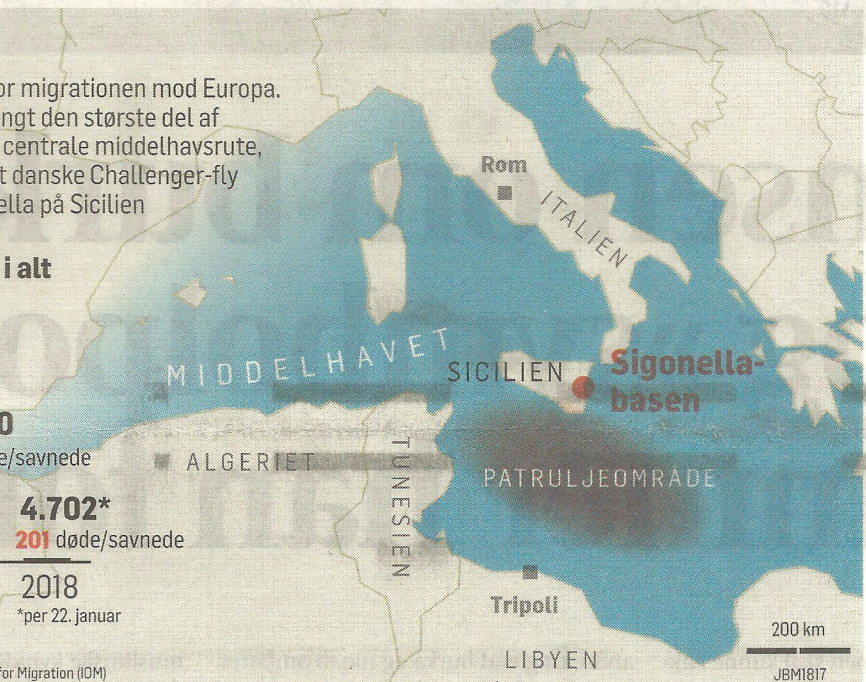 or migrationen mod Europa.
ngt den største del af
centrale middelhavsrute,
t danske Challenger-fly
ella på Sicilien
i alt
0
e/savnede
4.702*
201 døde/savnede
2018
*per 22. januar
for Migration (IOM)
Rom
ITALIEN
MIDDELHAVET
SICILIEN
Sigonella-
basen
ALGERIET
TUNESIEN
PATRULJEOMRÅDE
Tripoli
LIBYEN
200 km
JBM1817